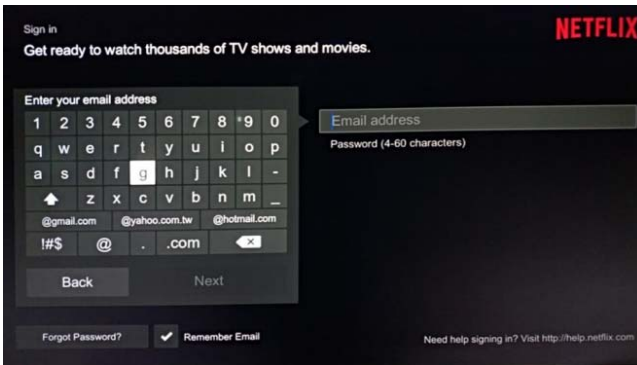 Sign in
NETFLIX
Get ready to watch thousands of TV shows and movies.
Enter your email address
1 2 3 4 5 6 7 8 9 0
q w e r t y u i o p
a s d f g h j k l -
z x c v b n m _
@gmail.com @yahoo.com.tw @hotmail.com
!#$ @ . .com
Back Next
Email address
Password (4-60 characters)
Forgot Password? Remember Email
Need help signing in? Visit http://help.netflix.com